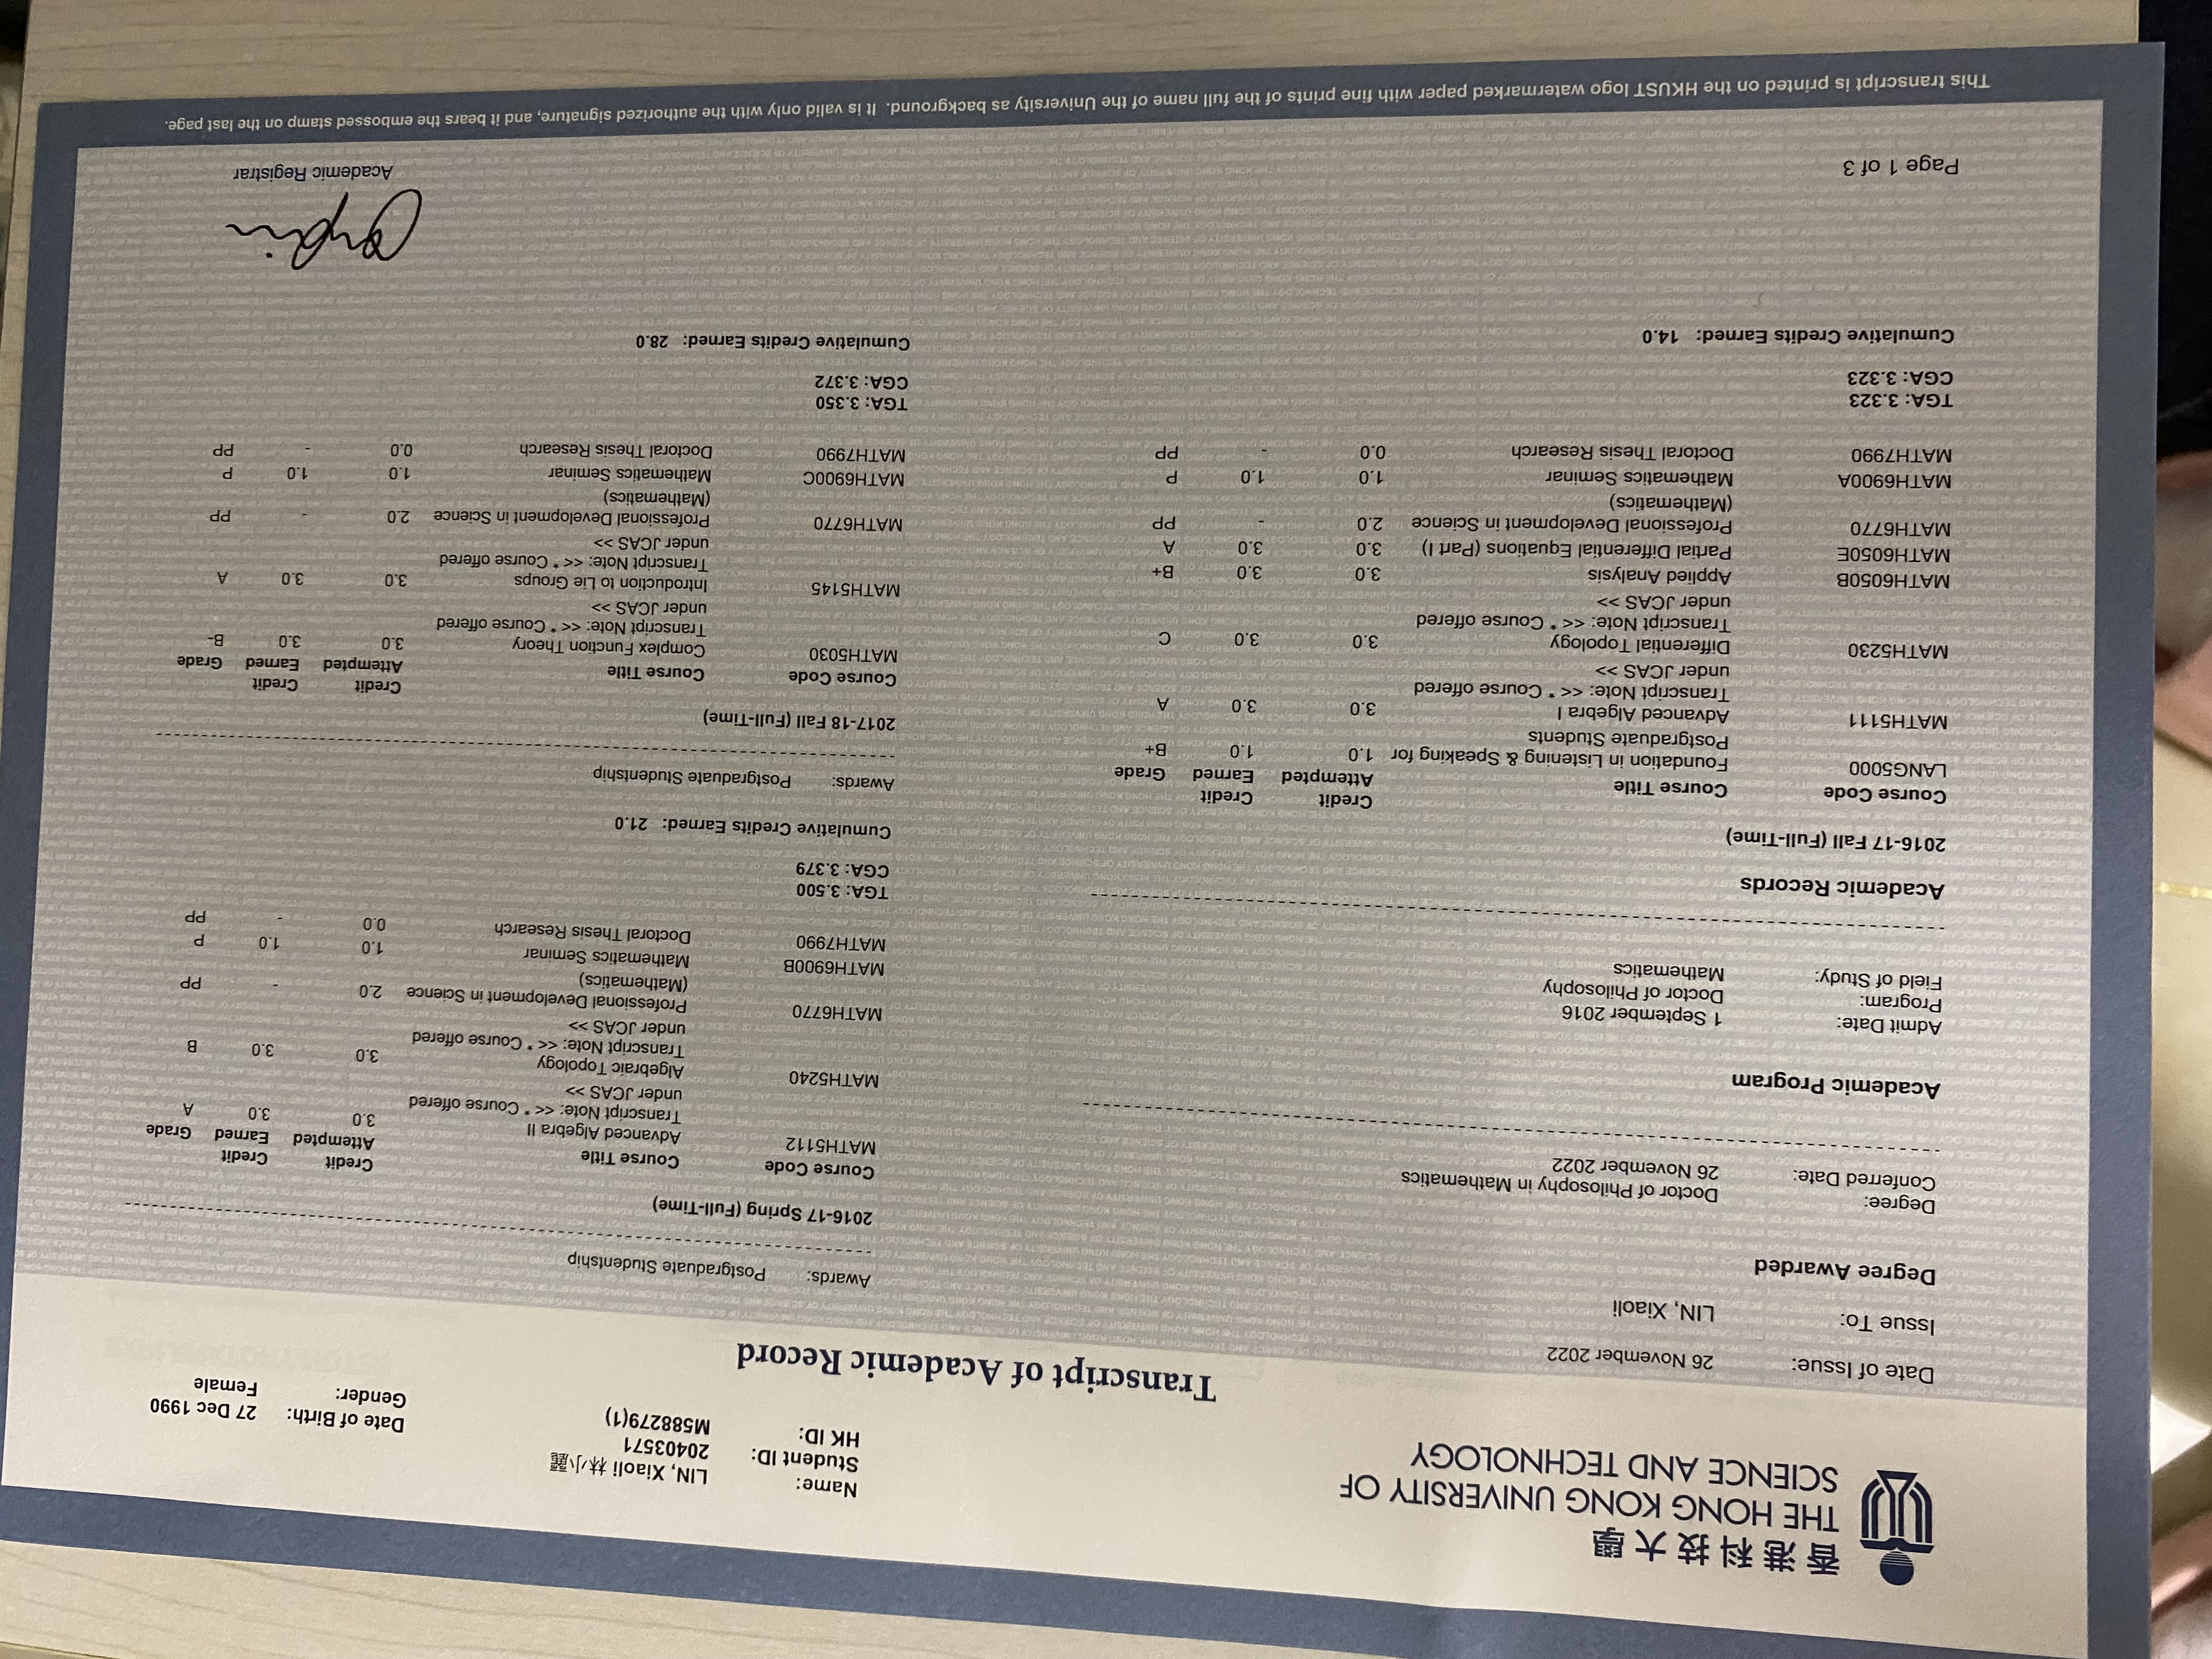 香港科技大學
THE HONG KONG UNIVERSITY OF
SCIENCE AND TECHNOLOGY
Name: LIN, Xiaoli 林小麗
Student ID: 20403571
HK ID: M588279(1)
Date of Birth: 27 Dec 1990
Gender: Female
Transcript of Academic Record
Date of Issue: 26 November 2022
Issue To: LIN, Xiaoli
Degree Awarded
Degree: Doctor of Philosophy in Mathematics
Conferred Date: 26 November 2022
Academic Program
Admit Date: 1 September 2016
Program: Doctor of Philosophy
Field of Study: Mathematics
Academic Records
2016-17 Fall (Full-Time)
Course Code Course Title Credit Attempted Credit Earned Grade
LANG5000 Foundation in Listening & Speaking for 1.0 1.0 B+
Postgraduate Students
MATH5111 Advanced Algebra I 3.0 3.0 A
Transcript Note: << * Course offered
under JCAS >>
MATH5230 Differential Topology 3.0 3.0 C
Transcript Note: << * Course offered
under JCAS >>
MATH6050B Applied Analysis 3.0 3.0 B+
MATH6050E Partial Differential Equations (Part I) 3.0 3.0 A
MATH6770 Professional Development in Science 2.0 - PP
(Mathematics)
MATH6900A Mathematics Seminar 1.0 1.0 P
MATH7990 Doctoral Thesis Research 0.0 - PP
TGA: 3.323
CGA: 3.323
Cumulative Credits Earned: 14.0
Awards: Postgraduate Studentship
2016-17 Spring (Full-Time)
Course Code Course Title Credit Attempted Credit Earned Grade
MATH5112 Advanced Algebra II 3.0 3.0 A
Transcript Note: << * Course offered
under JCAS >>
MATH5240 Algebraic Topology 3.0 3.0 B
Transcript Note: << * Course offered
under JCAS >>
MATH6770 Professional Development in Science 2.0 - PP
(Mathematics)
MATH6900B Mathematics Seminar 1.0 1.0 P
MATH7990 Doctoral Thesis Research 0.0 - PP
TGA: 3.500
CGA: 3.379
Cumulative Credits Earned: 21.0
Awards: Postgraduate Studentship
2017-18 Fall (Full-Time)
Course Code Course Title Credit Attempted Credit Earned Grade
MATH5030 Complex Function Theory 3.0 3.0 B-
Transcript Note: << * Course offered
under JCAS >>
MATH5145 Introduction to Lie Groups 3.0 3.0 A
Transcript Note: << * Course offered
under JCAS >>
MATH6770 Professional Development in Science 2.0 - PP
(Mathematics)
MATH6900C Mathematics Seminar 1.0 1.0 P
MATH7990 Doctoral Thesis Research 0.0 - PP
TGA: 3.350
CGA: 3.372
Cumulative Credits Earned: 28.0
Page 1 of 3
Academic Registrar
This transcript is printed on the HKUST logo watermarked paper with fine prints of the full name of the University as background. It is valid only with the authorized signature, and it bears the embossed stamp on the last page.